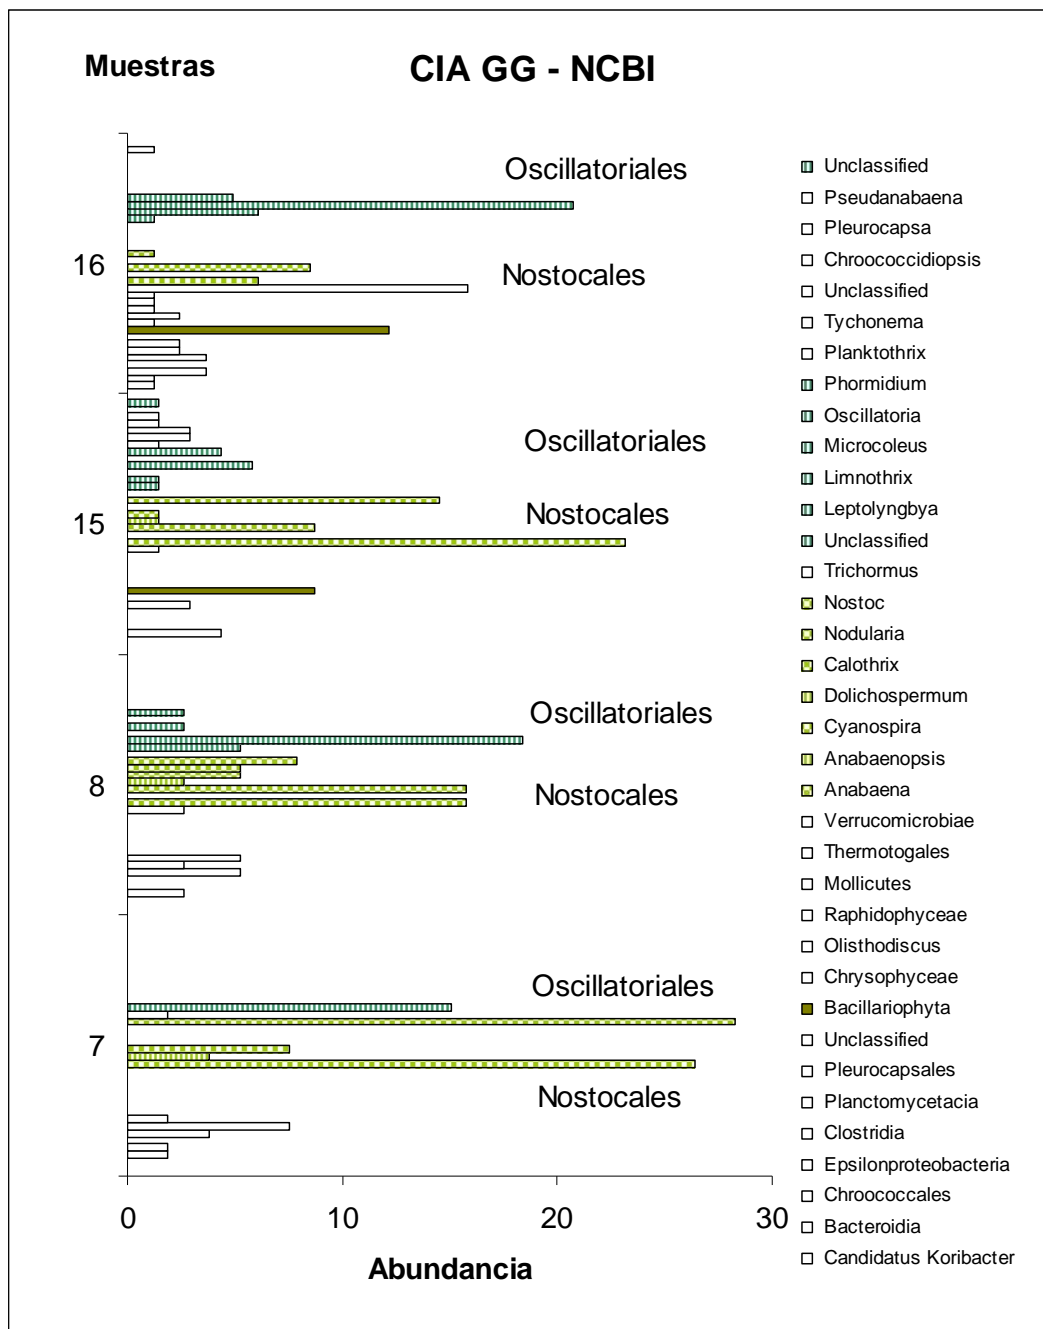 Muestras
CIA GG - NCBI
Oscillatoriales
16
Nostocales
Oscillatoriales
15
Nostocales
Oscillatoriales
8
Nostocales
Oscillatoriales
7
Nostocales
0 10 20 30
Abundancia
Unclassified
Pseudanabaena
Pleurocapsa
Chroococcidiopsis
Unclassified
Tychonema
Planktothrix
Phormidium
Oscillatoria
Microcoleus
Limnothrix
Leptolyngbya
Unclassified
Trichormus
Nostoc
Nodularia
Calothrix
Dolichospermum
Cyanospira
Anabaenopsis
Anabaena
Verrucomicrobiae
Thermotogales
Mollicutes
Raphidophyceae
Olisthodiscus
Chrysophyceae
Bacillariophyta
Unclassified
Pleurocapsales
Planctomycetacia
Clostridia
Epsilonproteobacteria
Chroococcales
Bacteroidia
Candidatus Koribacter